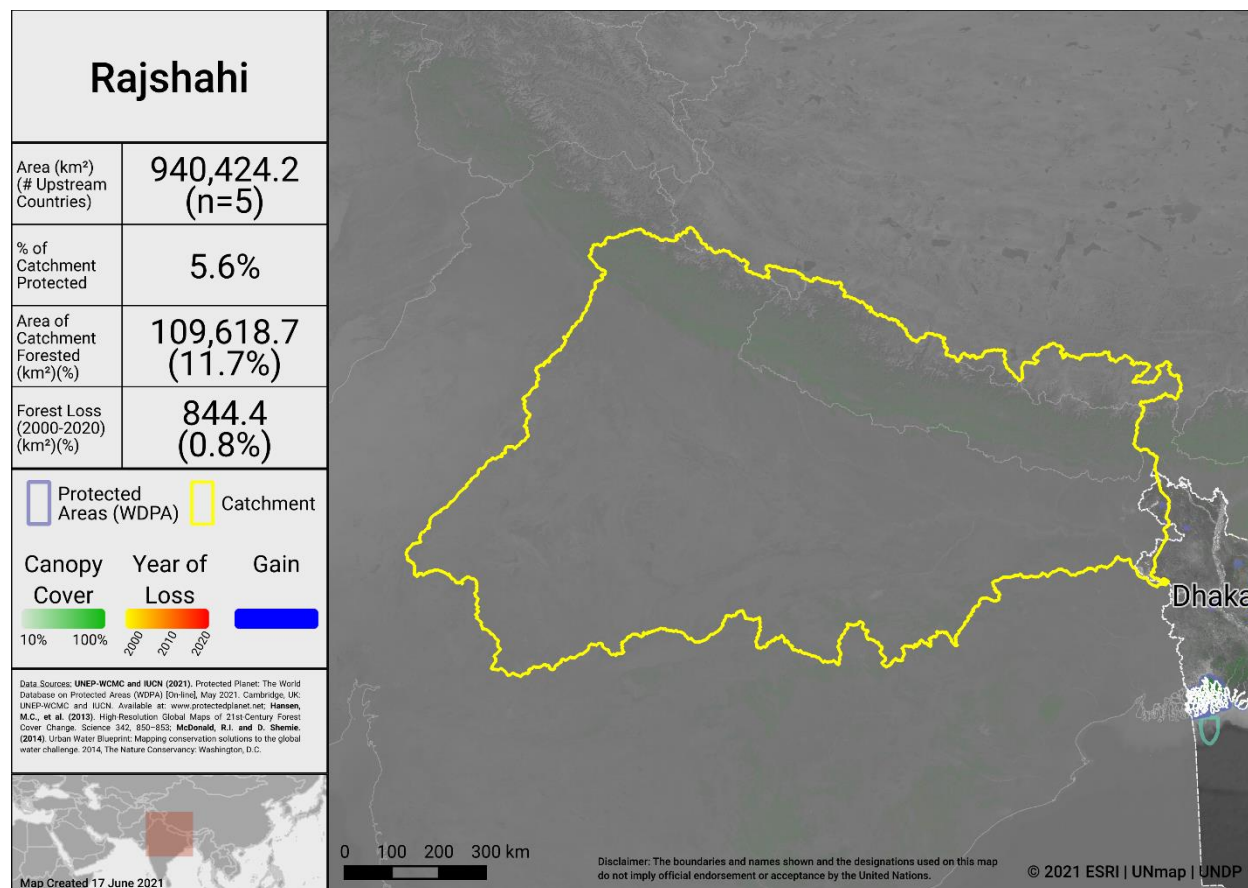 Rajshahi
Area (km²)
(# Upstream
Countries)
940,424.2
(n=5)
% of
Catchment
Protected
5.6%
Area of
Catchment
Forested
(km²)(%)
109,618.7
(11.7%)
Forest Loss
(2000-2020)
(km²)(%)
844.4
(0.8%)
Protected
Areas (WDPA)
Catchment
Canopy
Cover
10% 100%
Year of
Loss
2000 2010 2020
Gain
Data Sources: UNEP-WCMC and IUCN (2021). Protected Planet: The World
Database on Protected Areas (WDPA) [On-line], May 2021. Cambridge, UK:
UNEP-WCMC and IUCN. Available at: www.protectedplanet.net; Hansen,
M.C., et al. (2013). High-Resolution Global Maps of 21st-Century Forest
Cover Change. Science 342, 850–853; McDonald, R.I. and D. Shemie.
(2014). Urban Water Blueprint: Mapping conservation solutions to the global
water challenge. 2014, The Nature Conservancy: Washington, D.C.
Map Created 17 June 2021
Dhaka
0 100 200 300 km
Disclaimer: The boundaries and names shown and the designations used on this map
do not imply official endorsement or acceptance by the United Nations.
© 2021 ESRI | UNmap | UNDP